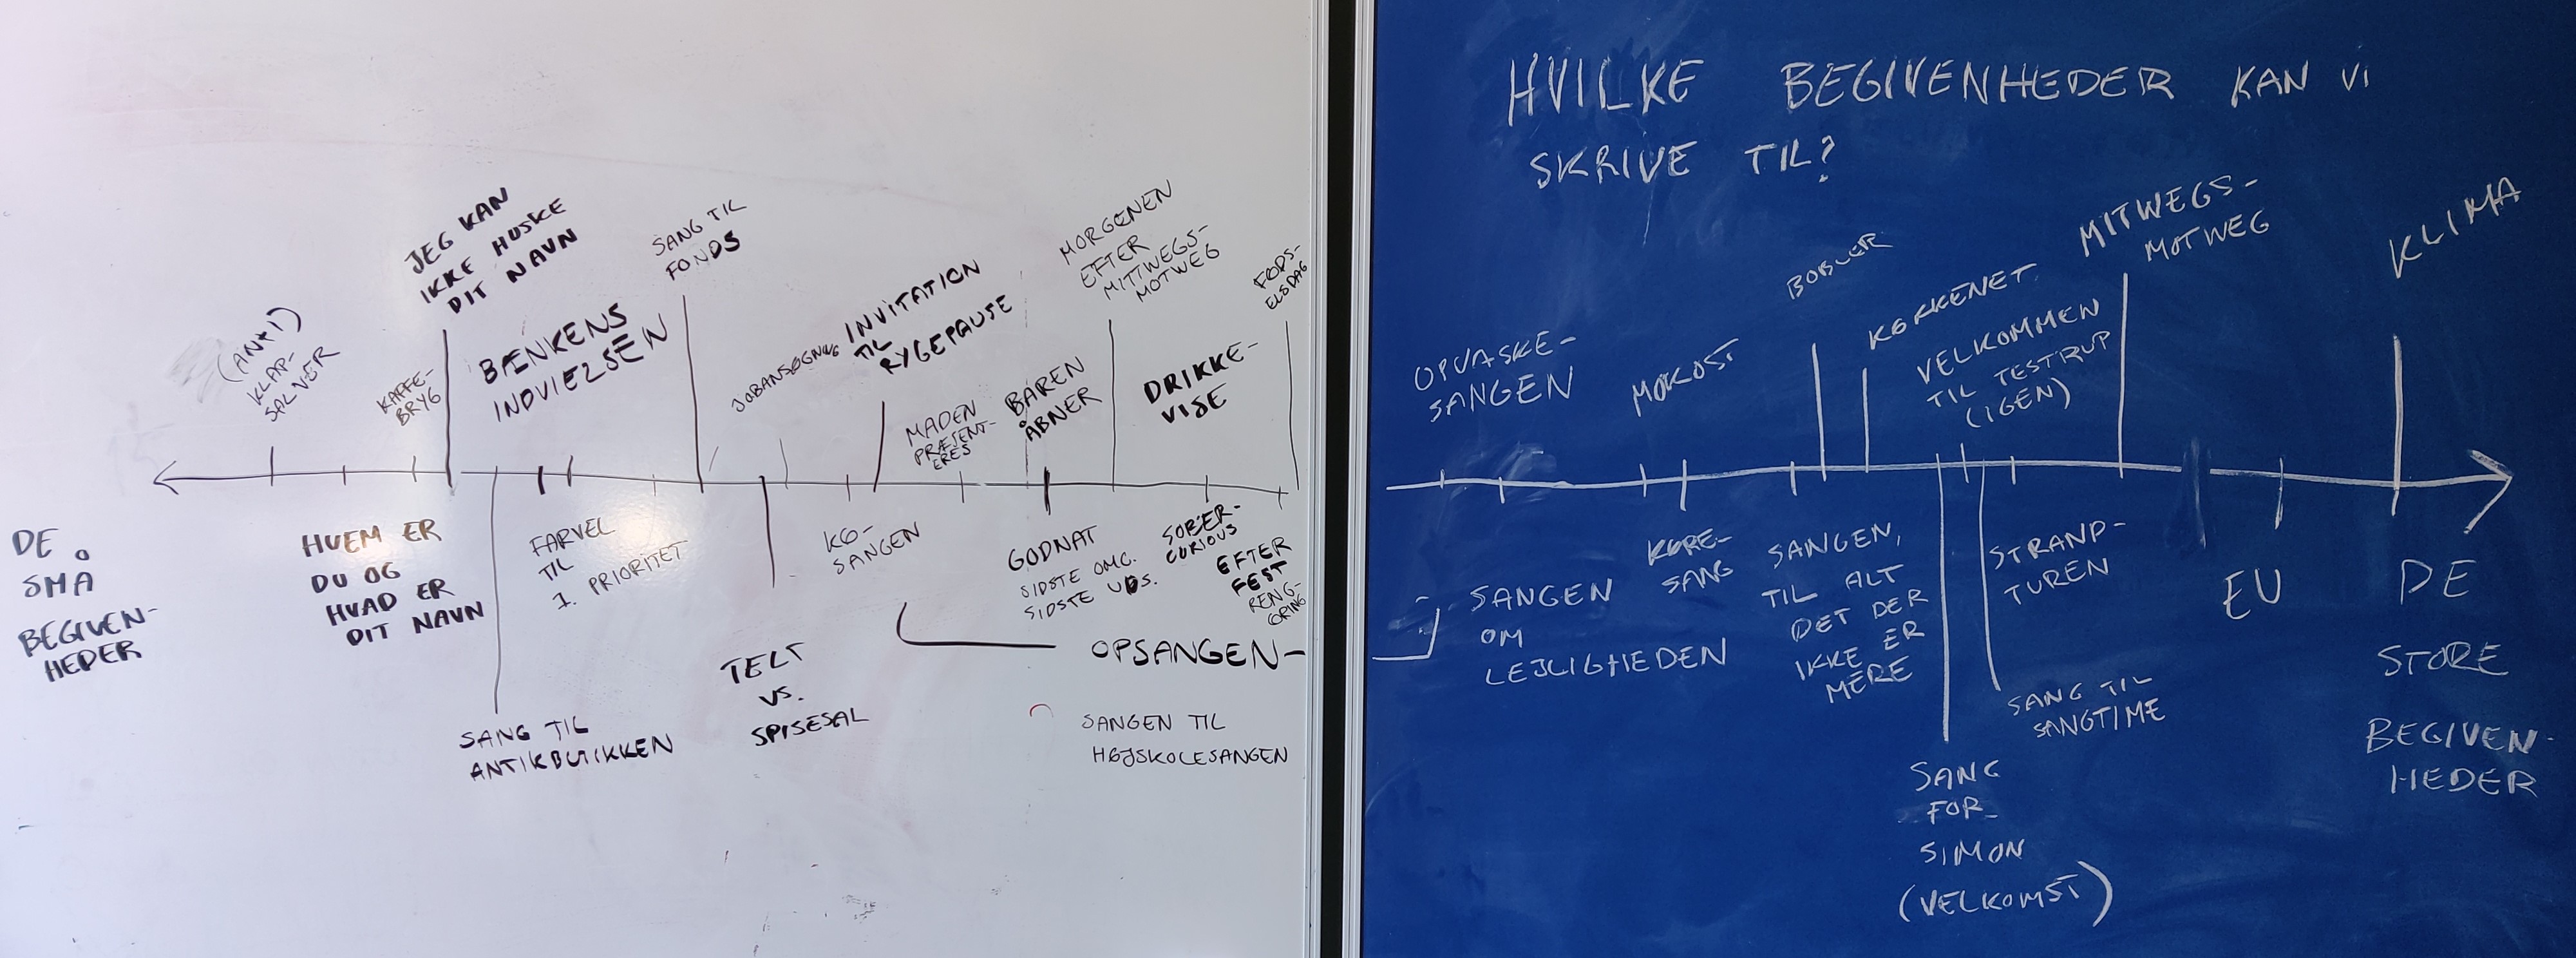 HVILKE BEGIVENHEDER KAN VI
SKRIVE TIL?
DE
SMÅ
BEGIVEN-
HEDER
(ANTI)
KLAP-
SALVER
KAFFE-
BRYG
JEG KAN
IKKE HUSKE
DIT NAVN
HVEM ER
DU OG
HVAD ER
DIT NAVN
BÆNKENS
INDVIELSEN
SANG TIL
ANTIKBUTIKKEN
FARVEL
TIL
1. PRIORITET
SANG TIL
FONDS
JOBANSØGNING
TELT
VS.
SPISESAL
INVITATION
TIL
RYGEPAUSE
KØ-
SANGEN
MADEN
PRÆSENT-
ERES
BAREN
ÅBNER
GODNAT
SIDSTE OMG.
SIDSTE UDS.
MORGENEN
EFTER
MITTWEGS-
MOTWEG
DRIKKE-
VISE
SOBER-
CURIOUS
FØDS-
ELSDAG
EFTER
FEST
RENG-
ØRING
OPSANGEN-
SANGEN TIL
HØJSKOLESANGEN
OPVASKE-
SANGEN
SANGEN
OM
LEJLIGHEDEN
MOKOST
KØRE-
SANG
BOBLER
SANGEN,
TIL ALT
DET DER
IKKE ER
MERE
KØKKENET
VELKOMMEN
TIL TESTRUP
(IGEN)
SANG
FOR
SIMON
(VELKOMST)
SANG TIL
SANGTIME
STRAND-
TUREN
MITWEGS-
MOTWEG
EU
KLIMA
DE
STORE
BEGIVEN-
HEDER